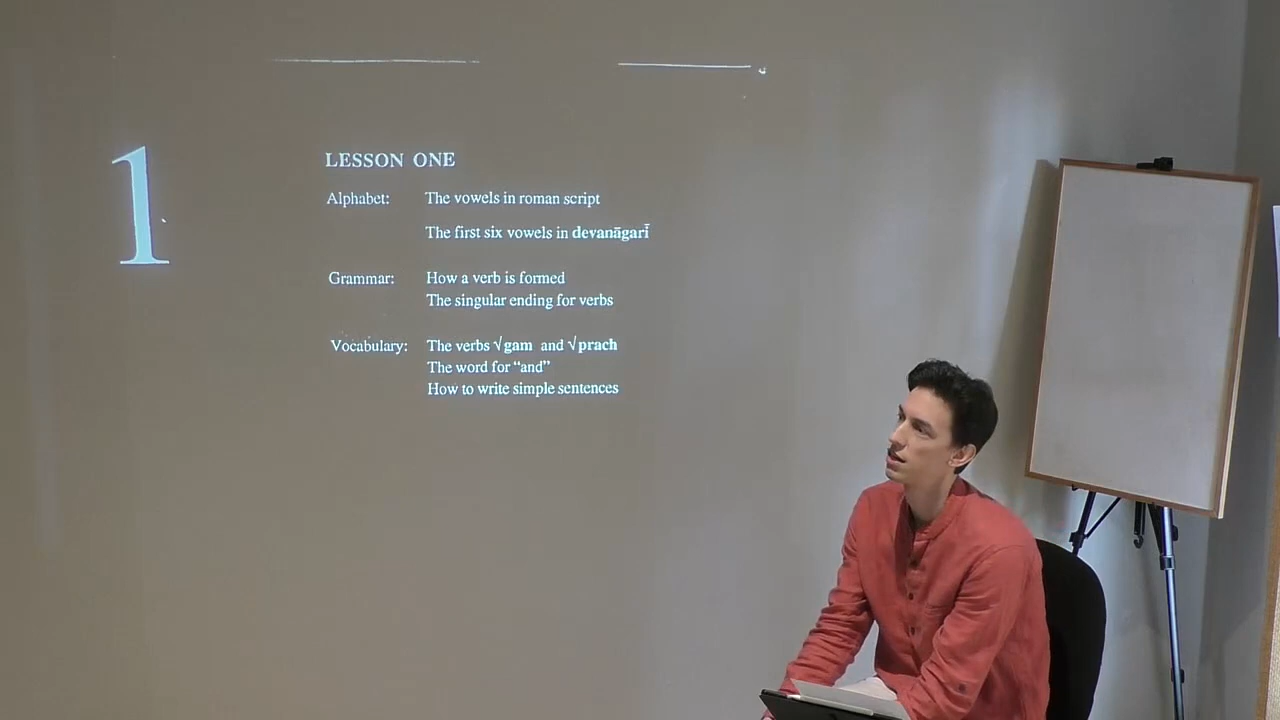 1
LESSON ONE
Alphabet: The vowels in roman script
The first six vowels in devanāgarī
Grammar: How a verb is formed
The singular ending for verbs
Vocabulary: The verbs √gam and √prach
The word for “and”
How to write simple sentences